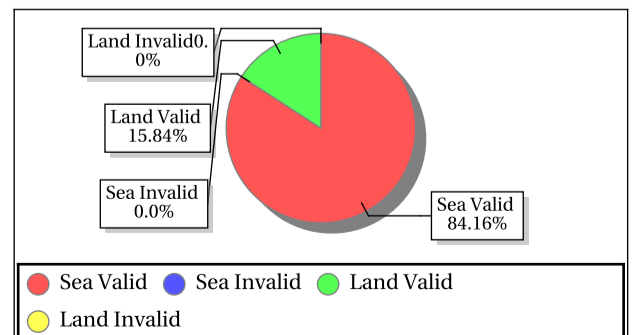 Land Invalid0.
0%
Land Valid
15.84%
Sea Invalid
0.0%
Sea Valid
84.16%
Sea Valid Sea Invalid Land Valid
Land Invalid